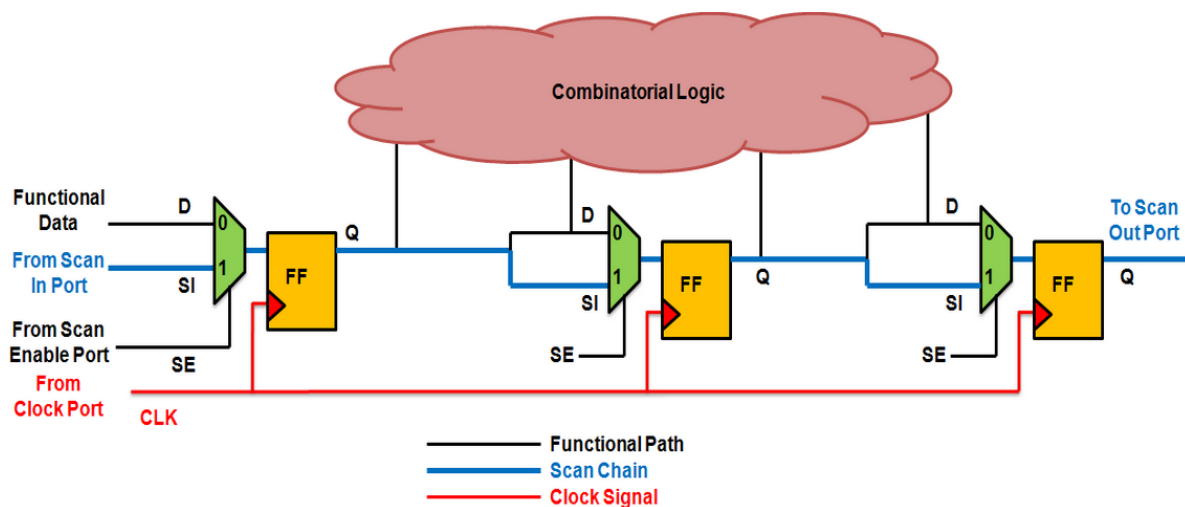 Combinatorial Logic
Functional
Data
D
0
Q
D
0
D
0
To Scan
Out Port
From Scan
In Port
SI
1
FF
SI
1
FF
Q
SI
1
FF
Q
From Scan
Enable Port
SE
SE
SE
From
Clock Port
CLK
Functional Path
Scan Chain
Clock Signal